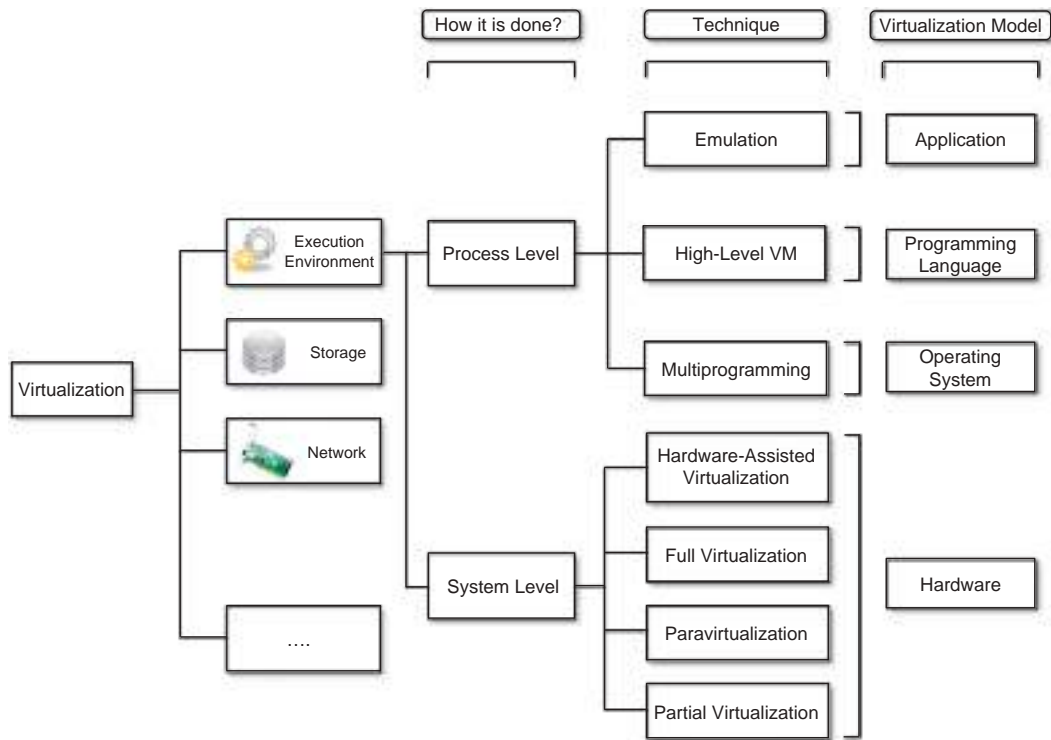 How it is done?
Technique
Virtualization Model
Emulation
Application
Execution
Environment
Process Level
High-Level VM
Programming
Language
Storage
Multiprogramming
Operating
System
Virtualization
Network
Hardware-Assisted
Virtualization
Full Virtualization
System Level
Hardware
Paravirtualization
....
Partial Virtualization